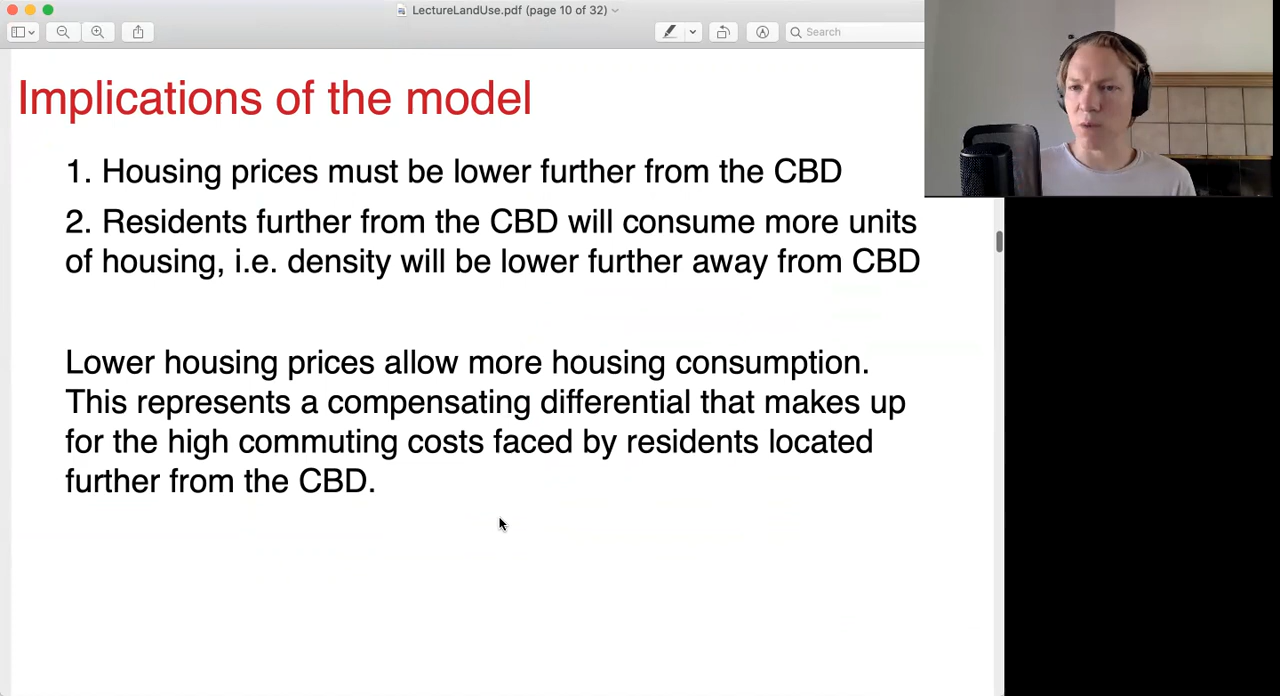 LectureLandUse.pdf (page 10 of 32)
Search
Implications of the model
1. Housing prices must be lower further from the CBD
2. Residents further from the CBD will consume more units
of housing, i.e. density will be lower further away from CBD
Lower housing prices allow more housing consumption.
This represents a compensating differential that makes up
for the high commuting costs faced by residents located
further from the CBD.